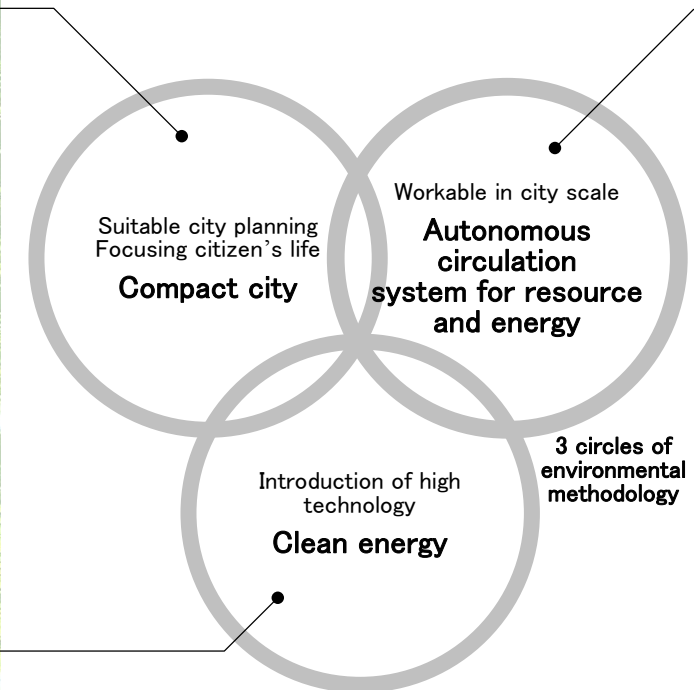 Suitable city planning
Focusing citizen's life
Compact city
Workable in city scale
Autonomous
circulation
system for resource
and energy
Introduction of high
technology
Clean energy
3 circles of
environmental
methodology